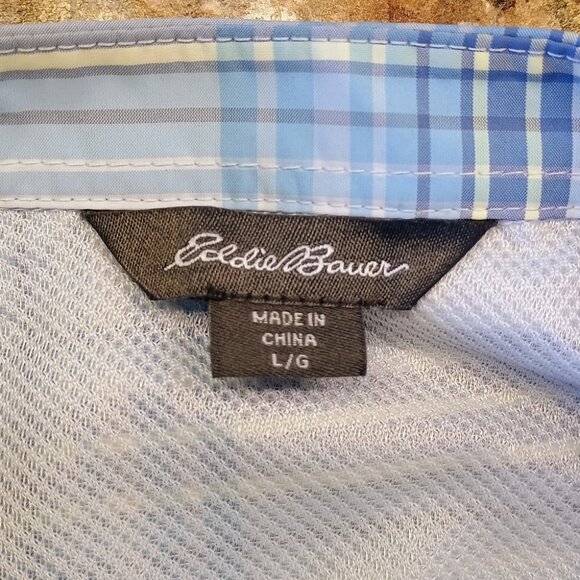 Eddie Bauer
MADE IN
CHINA
L/G